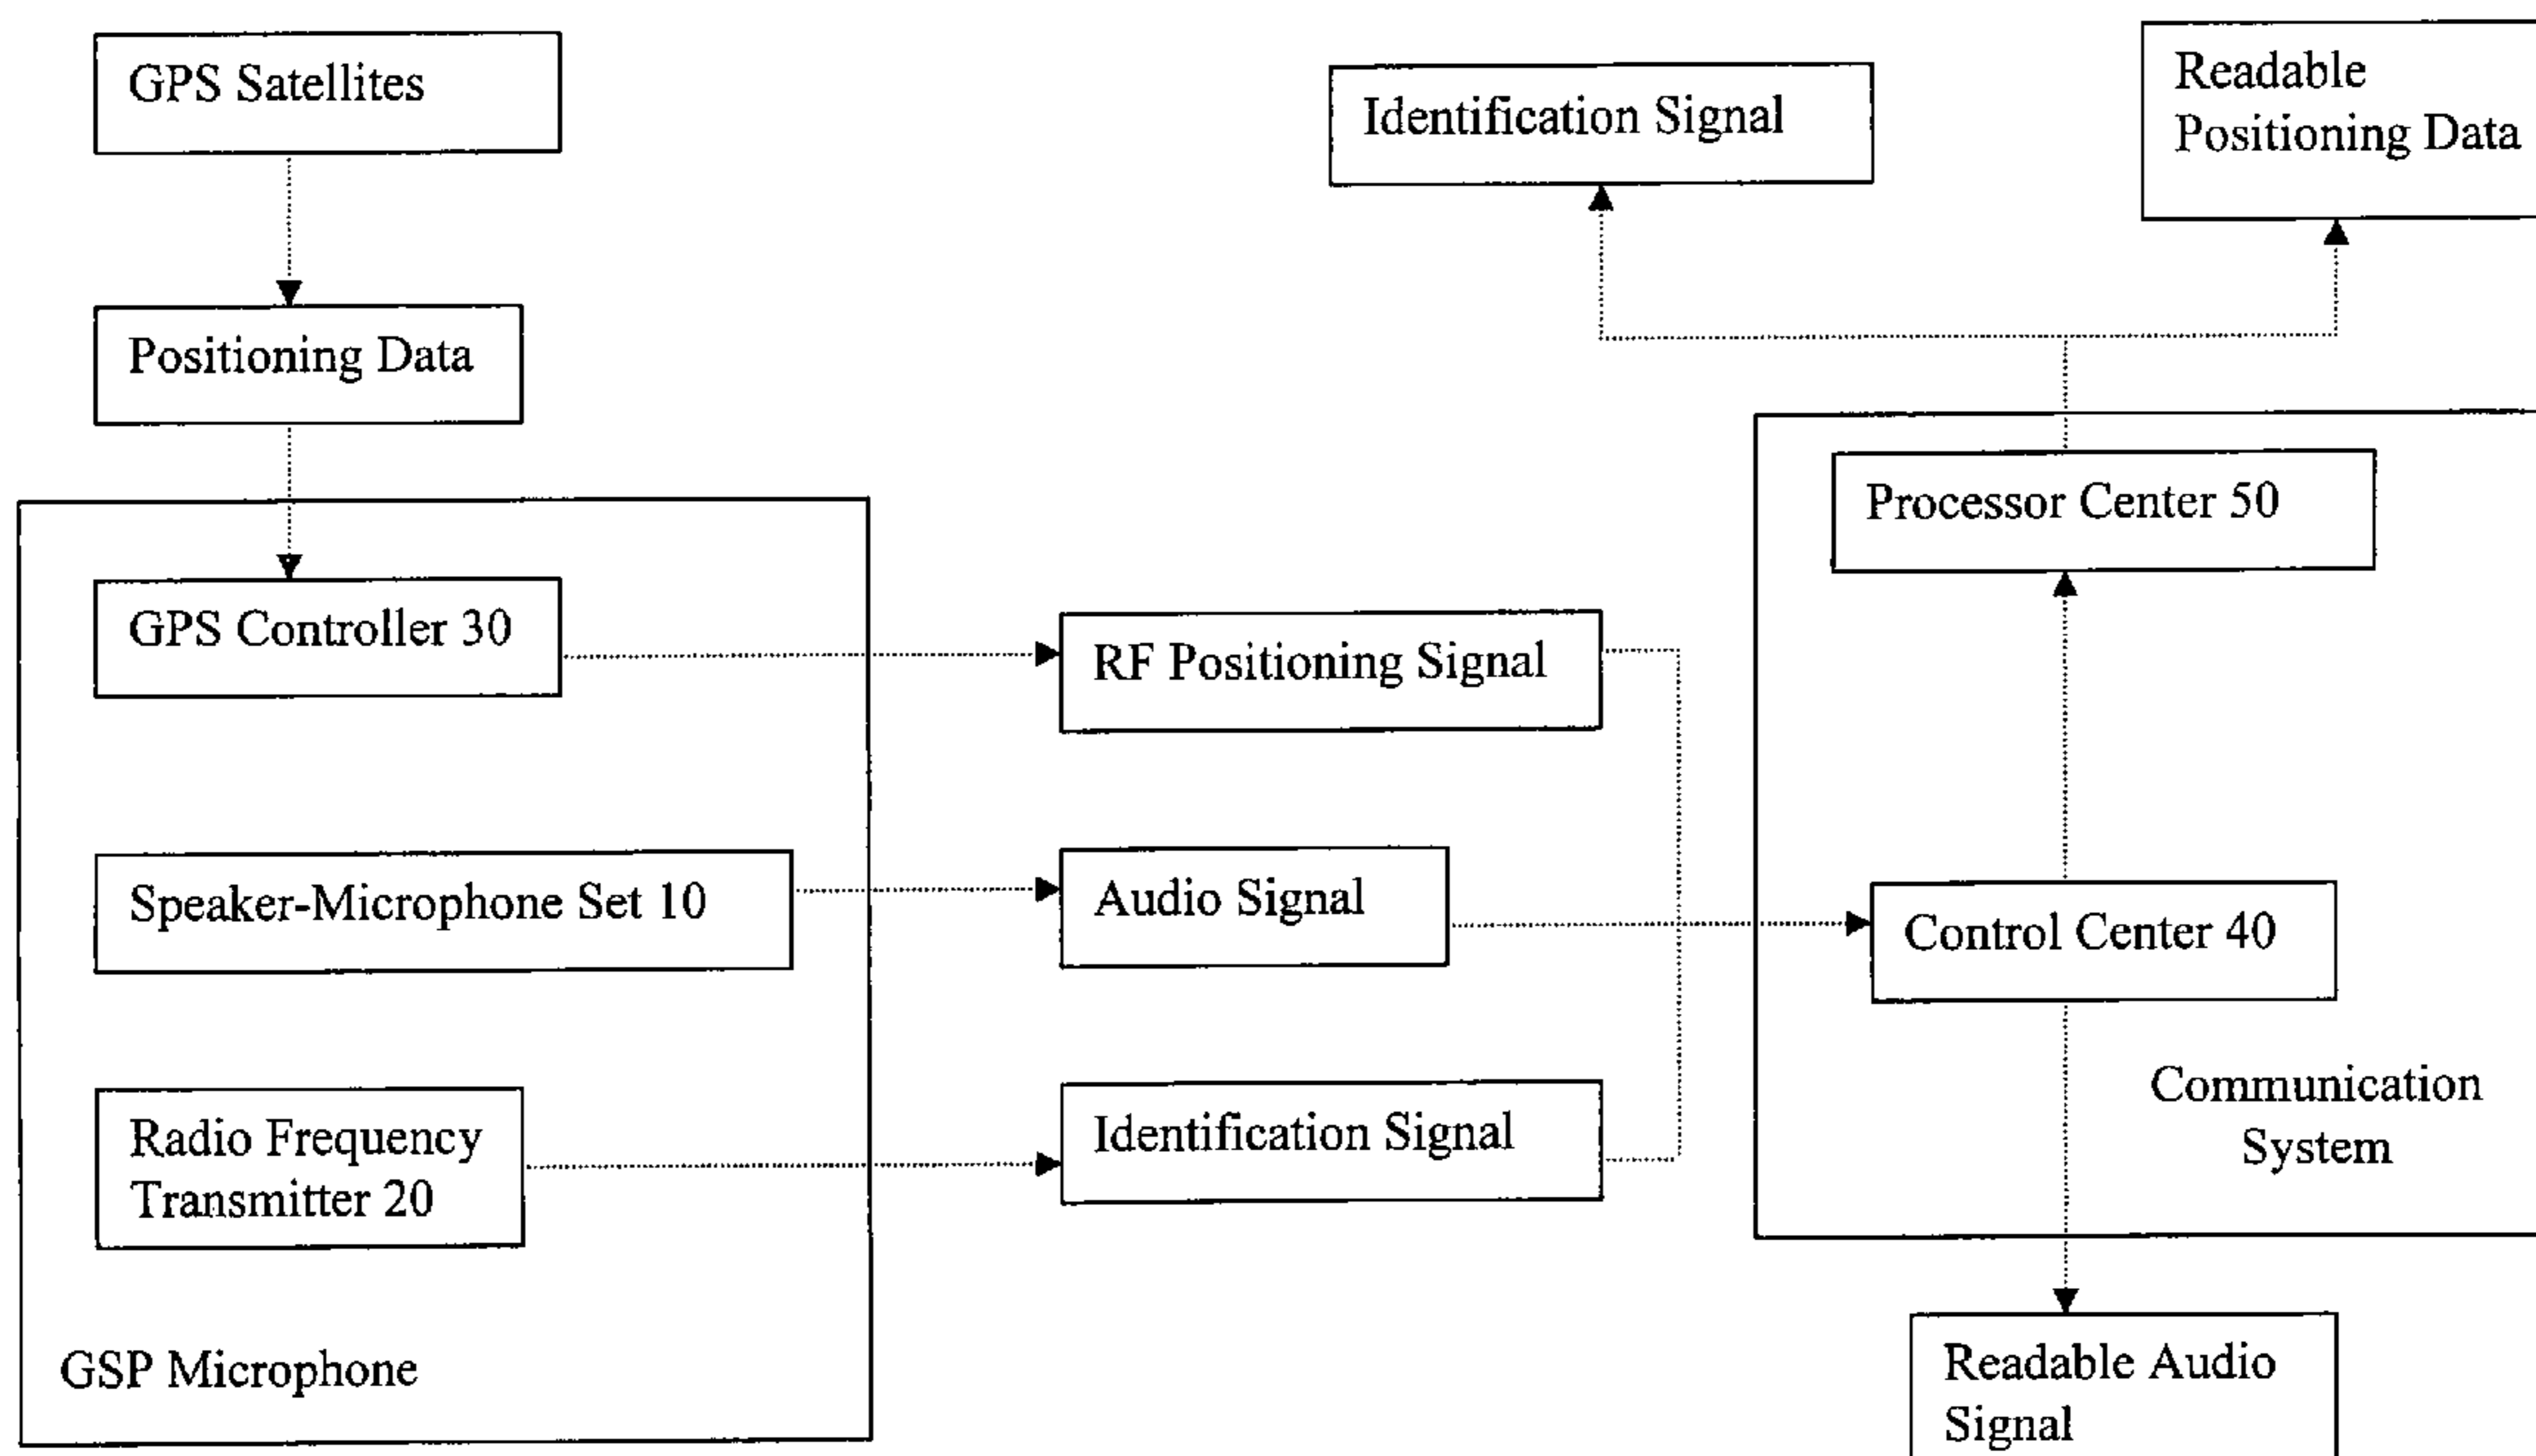 GPS Satellites
Identification Signal
Readable
Positioning Data
Positioning Data
Processor Center 50
GPS Controller 30
RF Positioning Signal
Speaker-Microphone Set 10
Audio Signal
Control Center 40
Communication
System
Radio Frequency
Transmitter 20
Identification Signal
GSP Microphone
Readable Audio
Signal